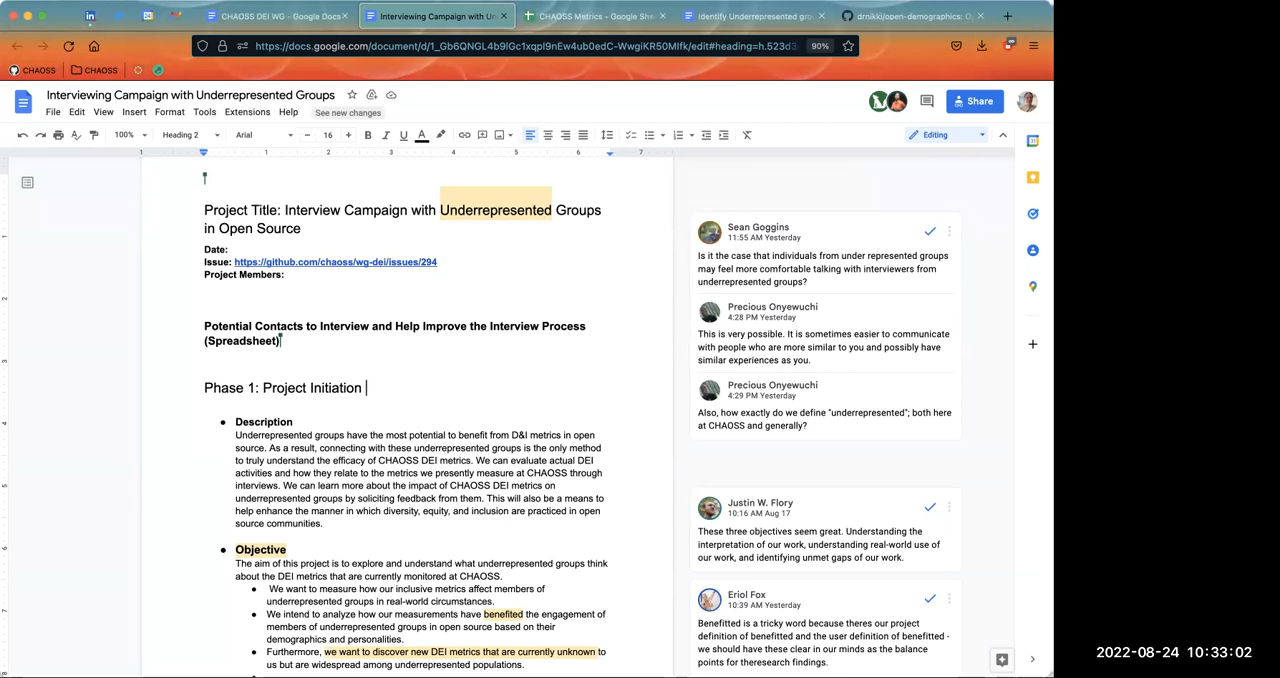 CHAOSS DEI WG - Google Docs
Interviewing Campaign with Un
CHAOSS Metrics - Google She
Identify Underrepresented gro
drnikki/open-demographics: O
https://docs.google.com/document/d/1_Gb6QNGL4b9lGc1xqpl9nEw4ub0edC-WwgiKR50Mlfk/edit#heading=h.523d3
90%
CHAOSS
CHAOSS
Interviewing Campaign with Underrepresented Groups
File Edit View Insert Format Tools Extensions Help See new changes
Share
100% Heading 2 Arial 16 Editing
1 1 2 3 4 5 6 7
Project Title: Interview Campaign with Underrepresented Groups
in Open Source
Date:
Issue: https://github.com/chaoss/wg-dei/issues/294
Project Members:
Potential Contacts to Interview and Help Improve the Interview Process
(Spreadsheet)
Phase 1: Project Initiation
● Description
Underrepresented groups have the most potential to benefit from D&I metrics in open
source. As a result, connecting with these underrepresented groups is the only method
to truly understand the efficacy of CHAOSS DEI metrics. We can evaluate actual DEI
activities and how they relate to the metrics we presently measure at CHAOSS through
interviews. We can learn more about the impact of CHAOSS DEI metrics on
underrepresented groups by soliciting feedback from them. This will also be a means to
help enhance the manner in which diversity, equity, and inclusion are practiced in open
source communities.
● Objective
The aim of this project is to explore and understand what underrepresented groups think
about the DEI metrics that are currently monitored at CHAOSS.
● We want to measure how our inclusive metrics affect members of
underrepresented groups in real-world circumstances.
● We intend to analyze how our measurements have benefited the engagement of
members of underrepresented groups in open source based on their
demographics and personalities.
● Furthermore, we want to discover new DEI metrics that are currently unknown to
us but are widespread among underrepresented populations.
Sean Goggins
11:55 AM Yesterday
Is it the case that individuals from under represented groups
may feel more comfortable talking with interviewers from
underrepresented groups?
Precious Onyewuchi
4:28 PM Yesterday
This is very possible. It is sometimes easier to communicate
with people who are more similar to you and possibly have
similar experiences as you.
Precious Onyewuchi
4:29 PM Yesterday
Also, how exactly do we define "underrepresented"; both here
at CHAOSS and generally?
Justin W. Flory
10:16 AM Aug 17
These three objectives seem great. Understanding the
interpretation of our work, understanding real-world use of
our work, and identifying unmet gaps of our work.
Eriol Fox
10:39 AM Yesterday
Benefitted is a tricky word because theres our project
definition of benefitted and the user definition of benefitted -
we should have these clear in our minds as the balance
points for theresearch findings.
2022-08-24 10:33:02